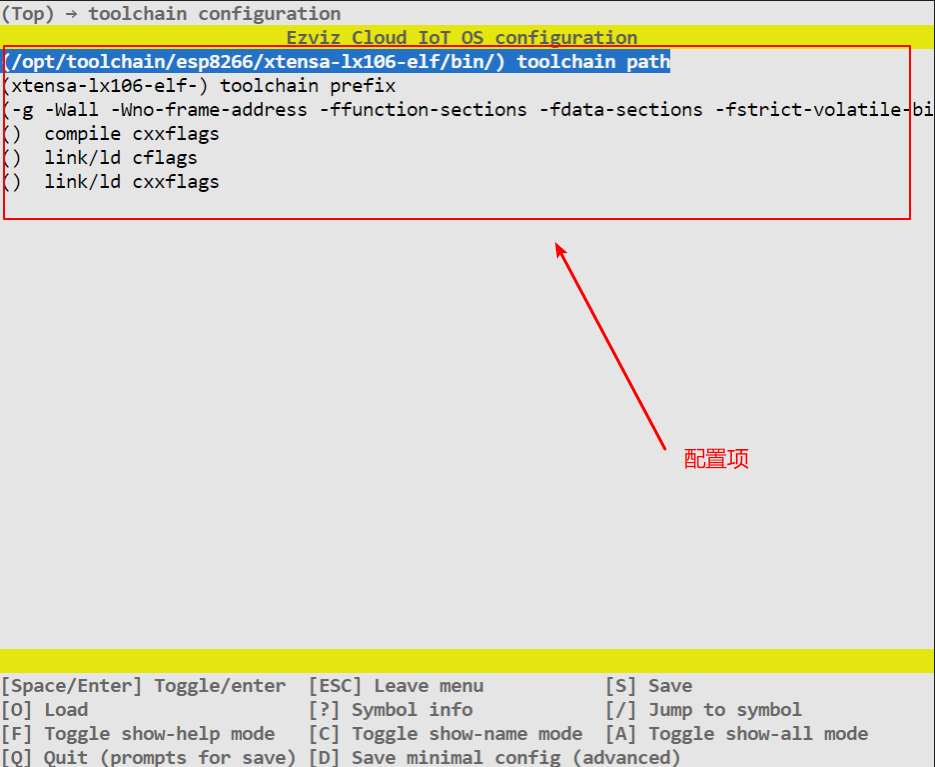 (Top) → toolchain configuration
Ezviz Cloud IoT OS configuration
(/opt/toolchain/esp8266/xtensa-lx106-elf/bin/) toolchain path
(xtensa-lx106-elf-) toolchain prefix
(-g -Wall -Wno-frame-address -ffunction-sections -fdata-sections -fstrict-volatile-bi
() compile cxxflags
() link/ld cflags
() link/ld cxxflags
配置项
[Space/Enter] Toggle/enter [ESC] Leave menu [S] Save
[O] Load [?] Symbol info [/] Jump to symbol
[F] Toggle show-help mode [C] Toggle show-name mode [A] Toggle show-all mode
[Q] Quit (prompts for save) [D] Save minimal config (advanced)